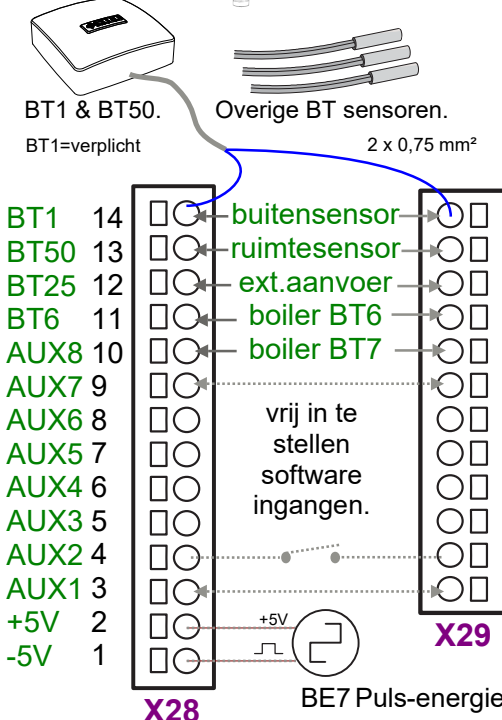 BT1 & BT50. Overige BT sensoren.
BT1=verplicht 2 x 0,75 mm²
BT1 14 buitensensor
BT50 13 ruimtesensor
BT25 12 ext.aanvoer
BT6 11 boiler BT6
AUX8 10 boiler BT7
AUX7 9
AUX6 8 vrij in te
AUX5 7 stellen
AUX4 6 software
AUX3 5 ingangen.
AUX2 4
AUX1 3
+5V 2 +5V
-5V 1
X29
BE7 Puls-energie
X28